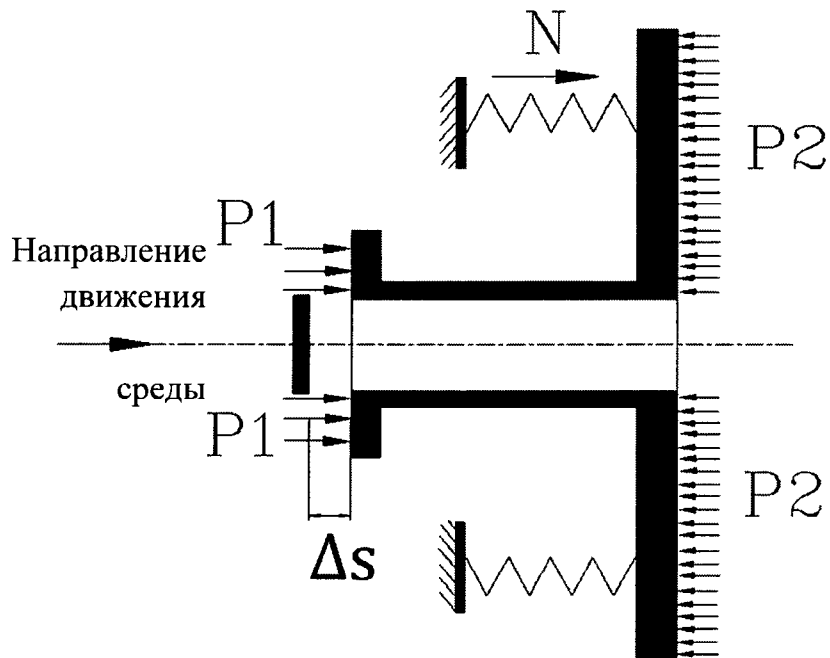 N
P2
P1
Направление
движения
среды
P1
P2
Δs